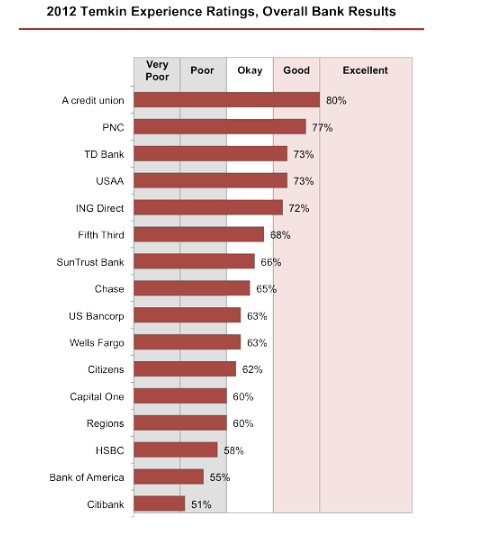 2012 Temkin Experience Ratings, Overall Bank Results
Very Poor Poor Okay Good Excellent
A credit union 80%
PNC 77%
TD Bank 73%
USAA 73%
ING Direct 72%
Fifth Third 68%
SunTrust Bank 66%
Chase 65%
US Bancorp 63%
Wells Fargo 63%
Citizens 62%
Capital One 60%
Regions 60%
HSBC 58%
Bank of America 55%
Citibank 51%